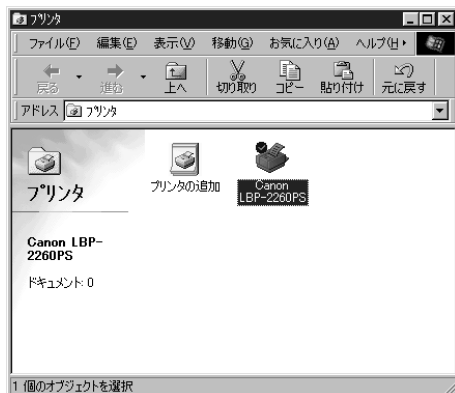 プリンタ
ファイル(F) 編集(E) 表示(V) 移動(G) お気に入り(A) ヘルプ(H)
戻る 進む 上へ 切り取り コピー 貼り付け 元に戻す
アドレス プリンタ
プリンタ
プリンタの追加
Canon
LBP-2260PS
Canon LBP-
2260PS
ドキュメント: 0
1 個のオブジェクトを選択